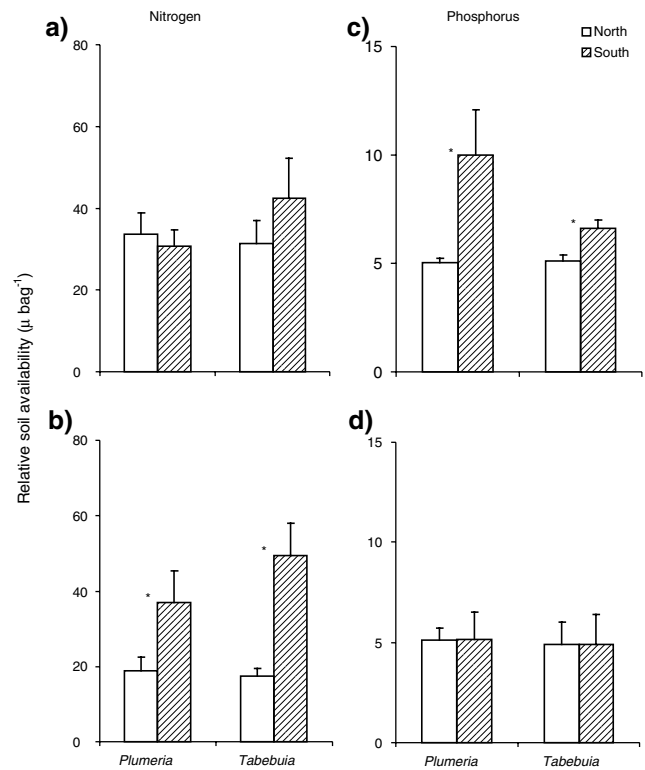 Nitrogen
Phosphorus
a)
c)
North
South
80
60
40
20
0
15
10
5
0
*
*
Relative soil availability (μ bag-1)
b)
d)
80
60
40
20
0
15
10
5
0
*
*
Plumeria
Tabebuia
Plumeria
Tabebuia